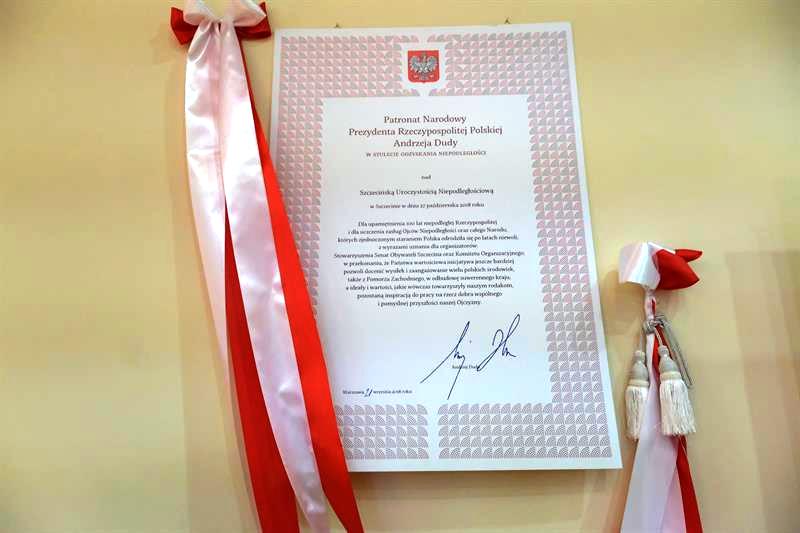 Patronat Narodowy
Prezydenta Rzeczypospolitej Polskiej
Andrzeja Dudy
W STULECIE ODZYSKANIA NIEPODLEGŁOŚCI
nad
Szczecińską Uroczystością Niepodległościową
w Szczecinie w dniu 27 października 2018 roku
Dla upamiętnienia 100 lat niepodległej Rzeczypospolitej
i dla uczczenia zasług Ojców Niepodległości oraz całego Narodu,
których zjednoczonym staraniem Polska odrodziła się po latach niewoli,
z wyrazami uznania dla organizatorów:
Stowarzyszenia Senat Obywateli Szczecina oraz Komitetu Organizacyjnego;
w przekonaniu, że Państwa wartościowa inicjatywa jeszcze bardziej
pozwoli docenić wysiłek i zaangażowanie wielu polskich środowisk,
także z Pomorza Zachodniego, w odbudowę suwerennego kraju,
a ideały i wartości, jakie wówczas towarzyszyły naszym rodakom,
pozostaną inspiracją do pracy na rzecz dobra wspólnego
i pomyślnej przyszłości naszej Ojczyzny.
Andrzej Duda
Warszawa, września 2018 roku